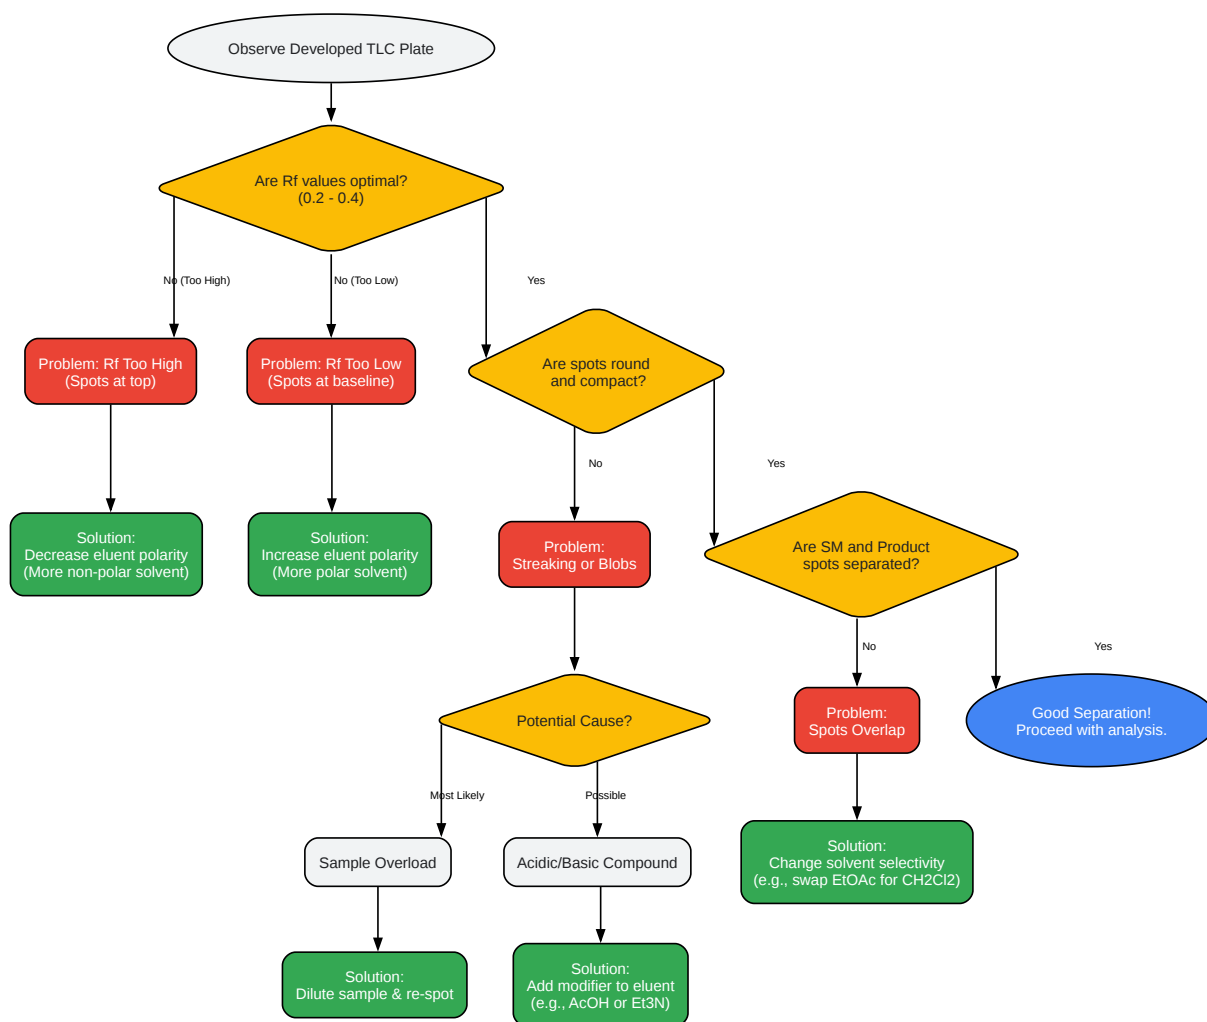 Observe Developed TLC Plate
Are Rf values optimal?
(0.2 - 0.4)
No (Too High)
No (Too Low)
Yes
Problem: Rf Too High
(Spots at top)
Problem: Rf Too Low
(Spots at baseline)
Are spots round
and compact?
No
Yes
Solution:
Decrease eluent polarity
(More non-polar solvent)
Solution:
Increase eluent polarity
(More polar solvent)
Problem:
Streaking or Blobs
Are SM and Product
spots separated?
No
Yes
Potential Cause?
Problem:
Spots Overlap
Good Separation!
Proceed with analysis.
Most Likely
Possible
Sample Overload
Acidic/Basic Compound
Solution:
Change solvent selectivity
(e.g., swap EtOAc for CH2Cl2)
Solution:
Dilute sample & re-spot
Solution:
Add modifier to eluent
(e.g., AcOH or Et3N)